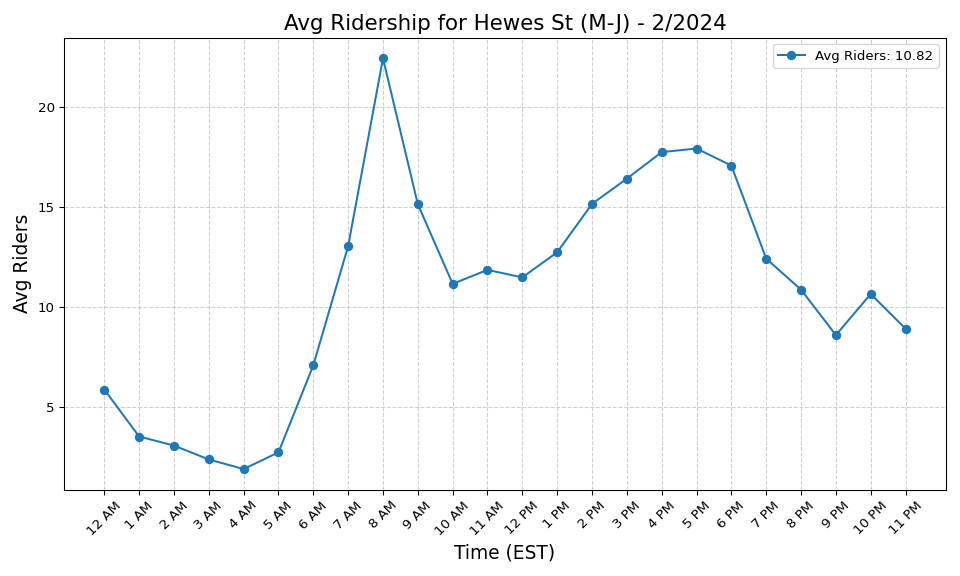 Avg Ridership for Hewes St (M-J) - 2/2024
Avg Riders: 10.82
Avg Riders
20
15
10
5
12 AM
1 AM
2 AM
3 AM
4 AM
5 AM
6 AM
7 AM
8 AM
9 AM
10 AM
11 AM
12 PM
1 PM
2 PM
3 PM
4 PM
5 PM
6 PM
7 PM
8 PM
9 PM
10 PM
11 PM
Time (EST)